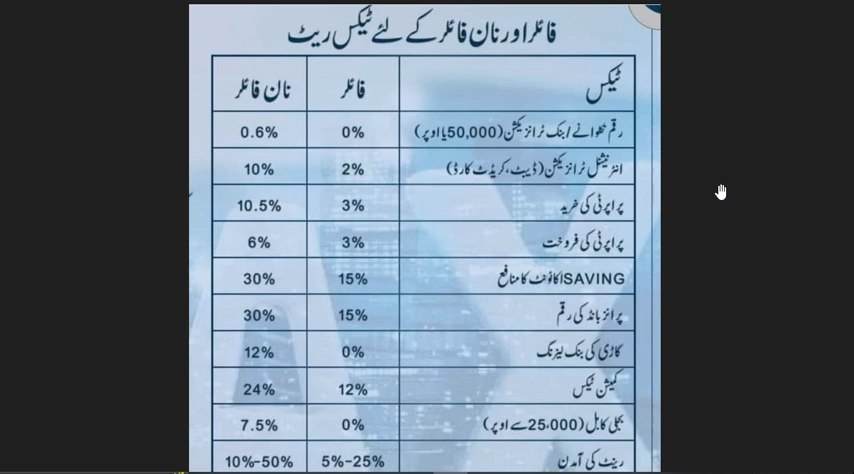 فائلر اور نان فائلر کے لئے ٹیکس ریٹ
ٹیکس فائلر نان فائلر
رقم نکلوانے / بنک ٹرانزیکشن (50,000 یا اوپر) 0% 0.6%
انٹرنیشنل ٹرانزیکشن (ڈیبٹ، کریڈٹ کارڈ) 2% 10%
پراپرٹی کی خرید 3% 10.5%
پراپرٹی کی فروخت 3% 6%
SAVING اکاؤنٹ کا منافع 15% 30%
پرائز بانڈ کی رقم 15% 30%
گاڑی کی بنک لیزنگ 0% 12%
کمیشن ٹیکس 12% 24%
بجلی کا بل (25،000 سے اوپر) 0% 7.5%
رینٹ کی آمدن 5%-25% 10%-50%